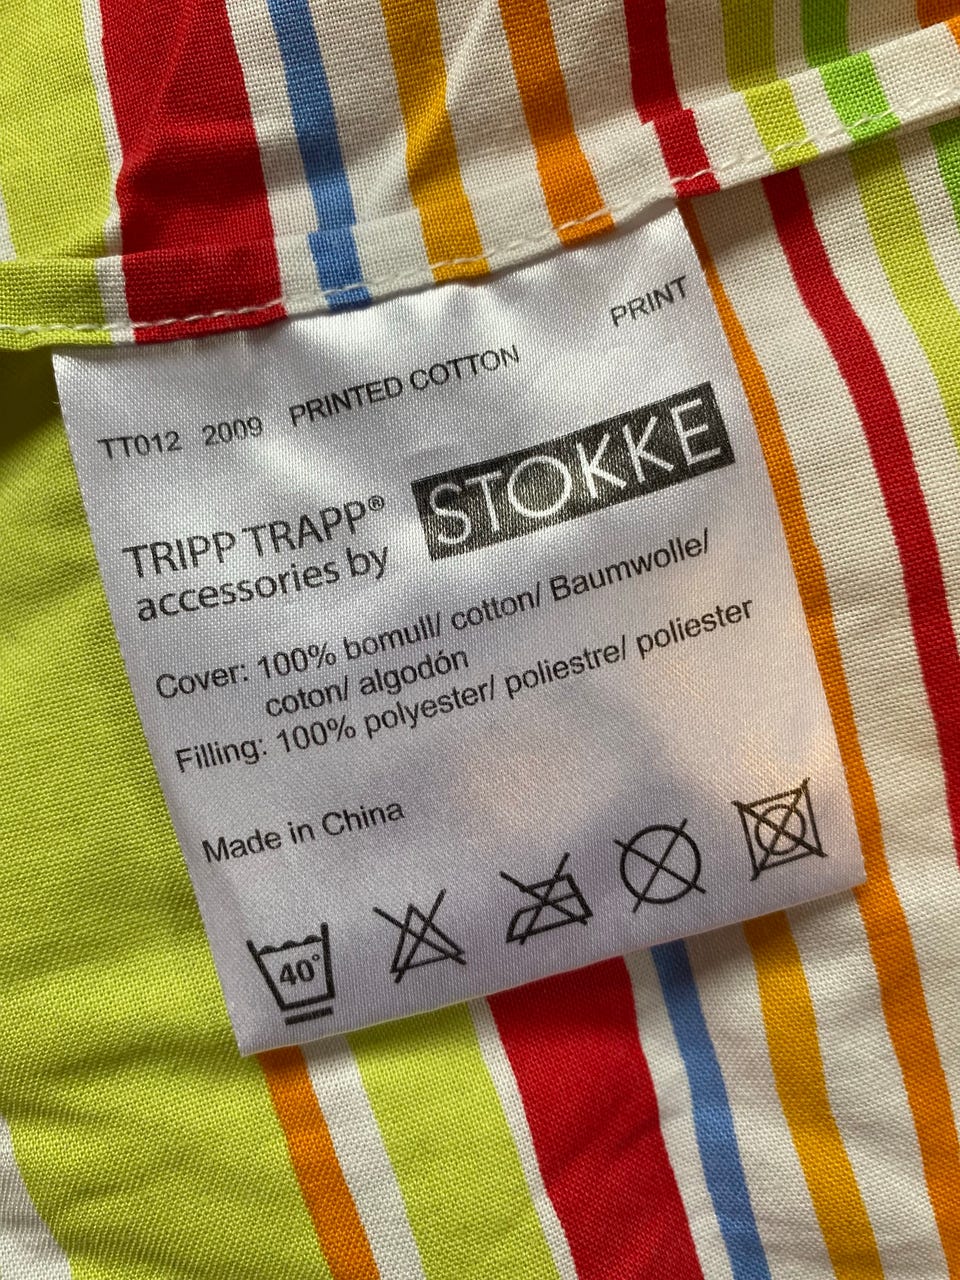 PRINT
TT012 2009 PRINTED COTTON
TRIPP TRAPP® STOKKE
accessories by
Cover: 100% bomull/ cotton/ Baumwolle/
coton/ algodón
Filling: 100% polyester/ poliestre/ poliester
Made in China
40°